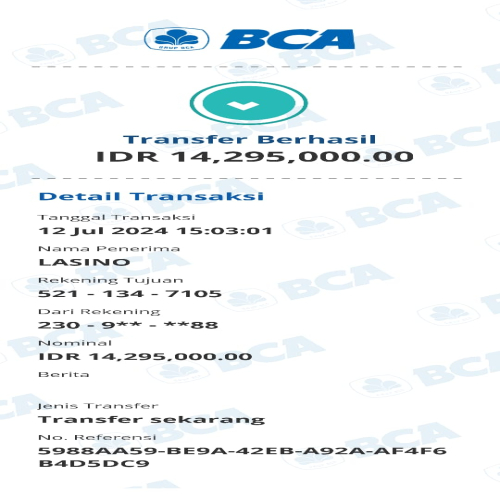 GRUP BCA BCA
Transfer Berhasil
IDR 14,295,000.00
Detail Transaksi
Tanggal Transaksi
12 Jul 2024 15:03:01
Nama Penerima
LASINO
Rekening Tujuan
521 - 134 - 7105
Dari Rekening
230 - 9** - **88
Nominal
IDR 14,295,000.00
Berita
Jenis Transfer
Transfer sekarang
No. Referensi
5988AA59-BE9A-42EB-A92A-AF4F6
B4D5DC9